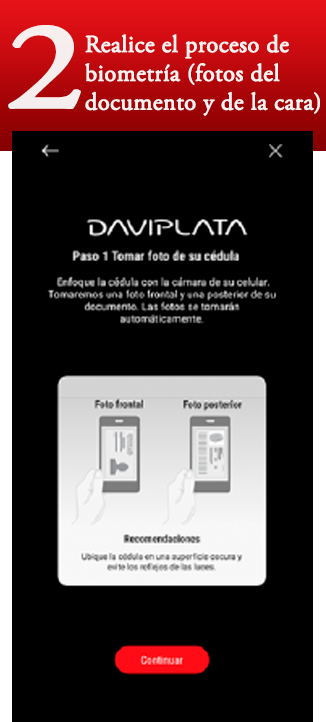 2
Realice el proceso de
biometría (fotos del
documento y de la cara)
DAVIPLATA
Paso 1 Tomar foto de su cédula
Enfoque la cédula con la cámara de su celular.
Tomaremos una foto frontal y una posterior de su
documento. Las fotos se tomarán
automáticamente.
Foto frontal Foto posterior
Recomendaciones
Ubique la cédula en una superficie oscura y
evite los reflejos de las luces.
Continuar